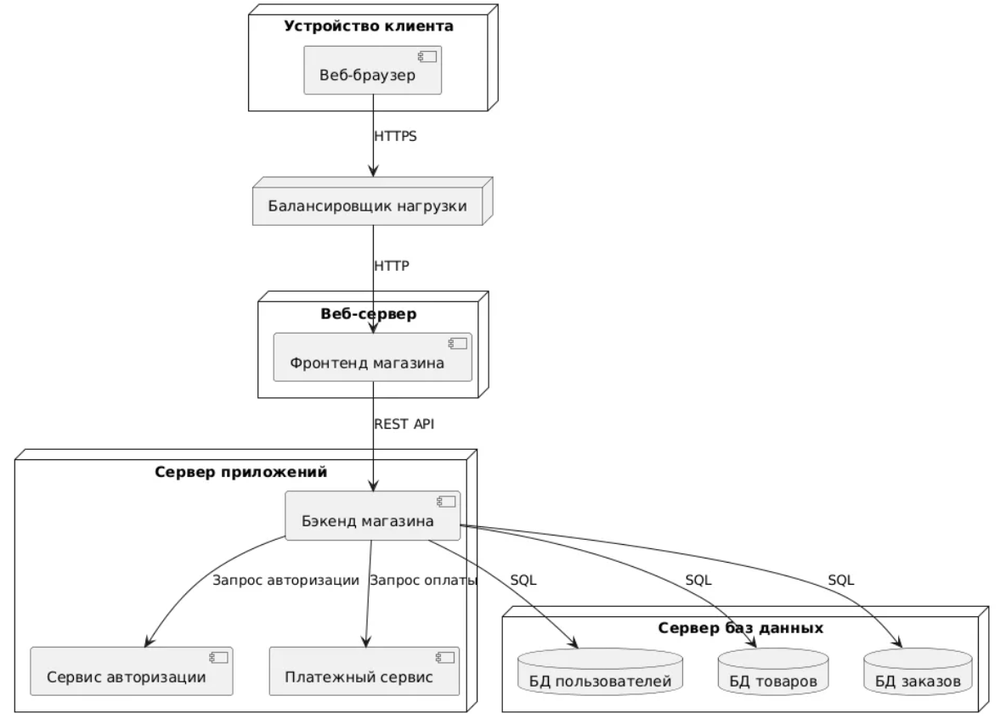 Устройство клиента
Веб-браузер
HTTPS
Балансировщик нагрузки
HTTP
Веб-сервер
Фронтенд магазина
REST API
Сервер приложений
Бэкенд магазина
Запрос авторизации
Запрос оплаты
SQL
SQL
SQL
Сервер баз данных
Сервис авторизации
Платежный сервис
БД пользователей
БД товаров
БД заказов